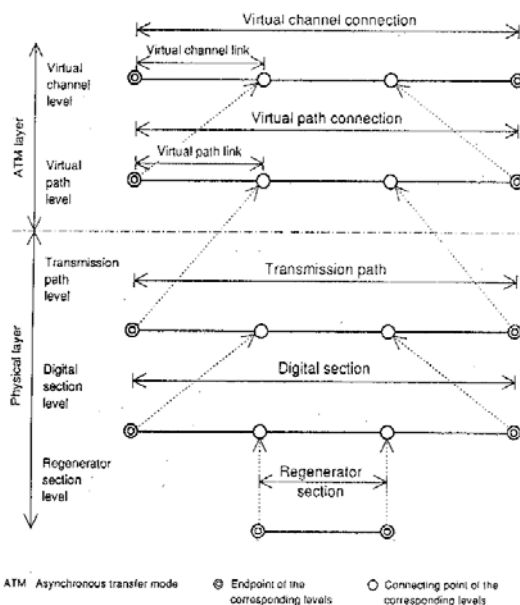 Virtual channel connection
Virtual channel link
Virtual
channel
level
Virtual path connection
Virtual path link
Virtual
path
level
ATM layer
Transmission
path
level
Transmission path
Physical layer
Digital
section
level
Digital section
Regenerator
section
level
Regenerator
section
ATM Asynchronous transfer mode
Endpoint of the
corresponding levels
Connecting point of the
corresponding levels